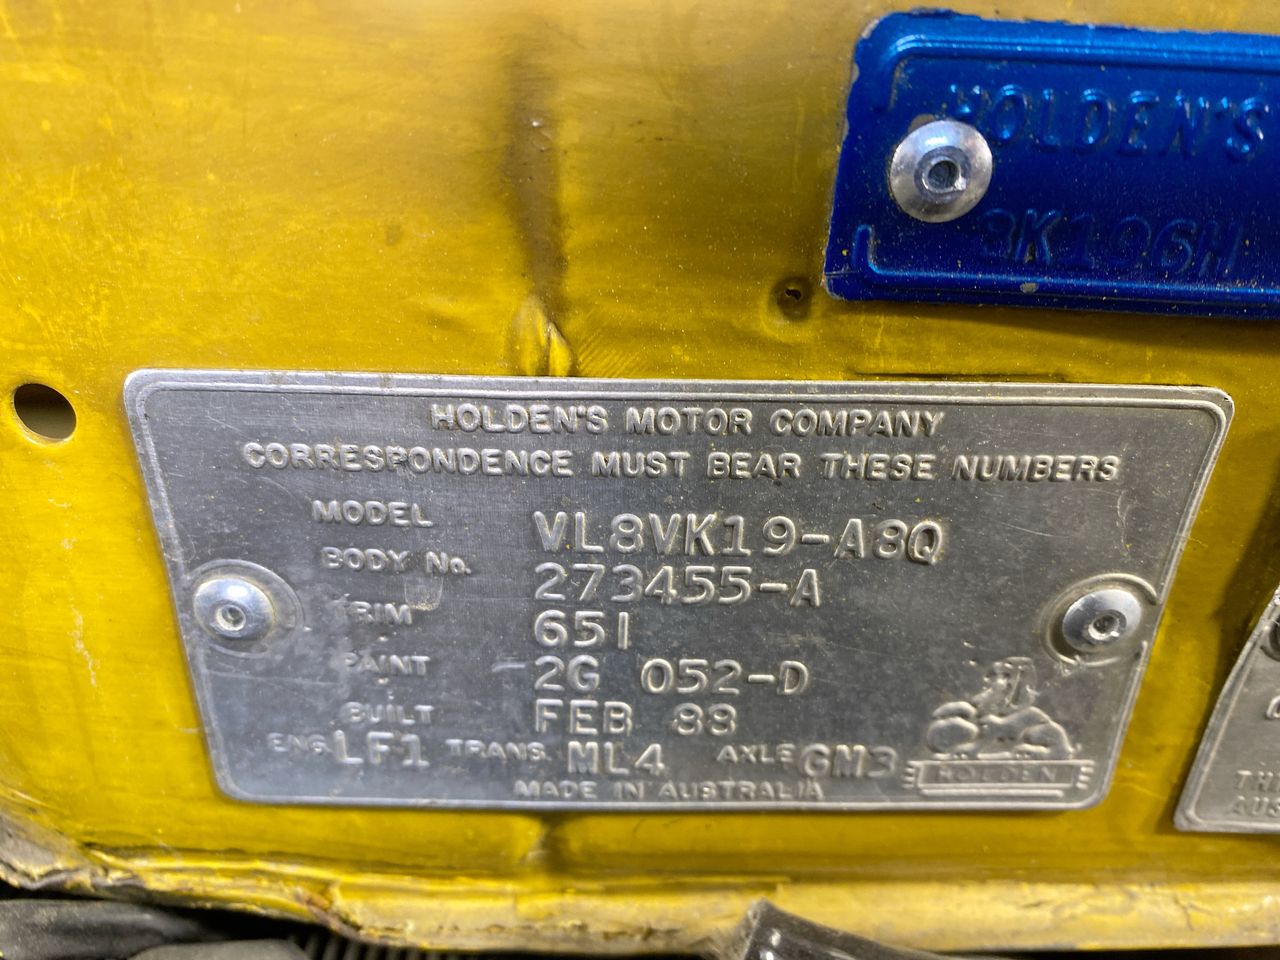 HOLDEN'S
8K196H
HOLDEN'S MOTOR COMPANY
CORRESPONDENCE MUST BEAR THESE NUMBERS
MODEL VL8VK19-A8Q
BODY No. 273455-A
TRIM 651
PAINT 2G 052-D
BUILT FEB 88
ENG. LF1 TRANS. ML4 AXLE GM3
HOLDEN
MADE IN AUSTRALIA